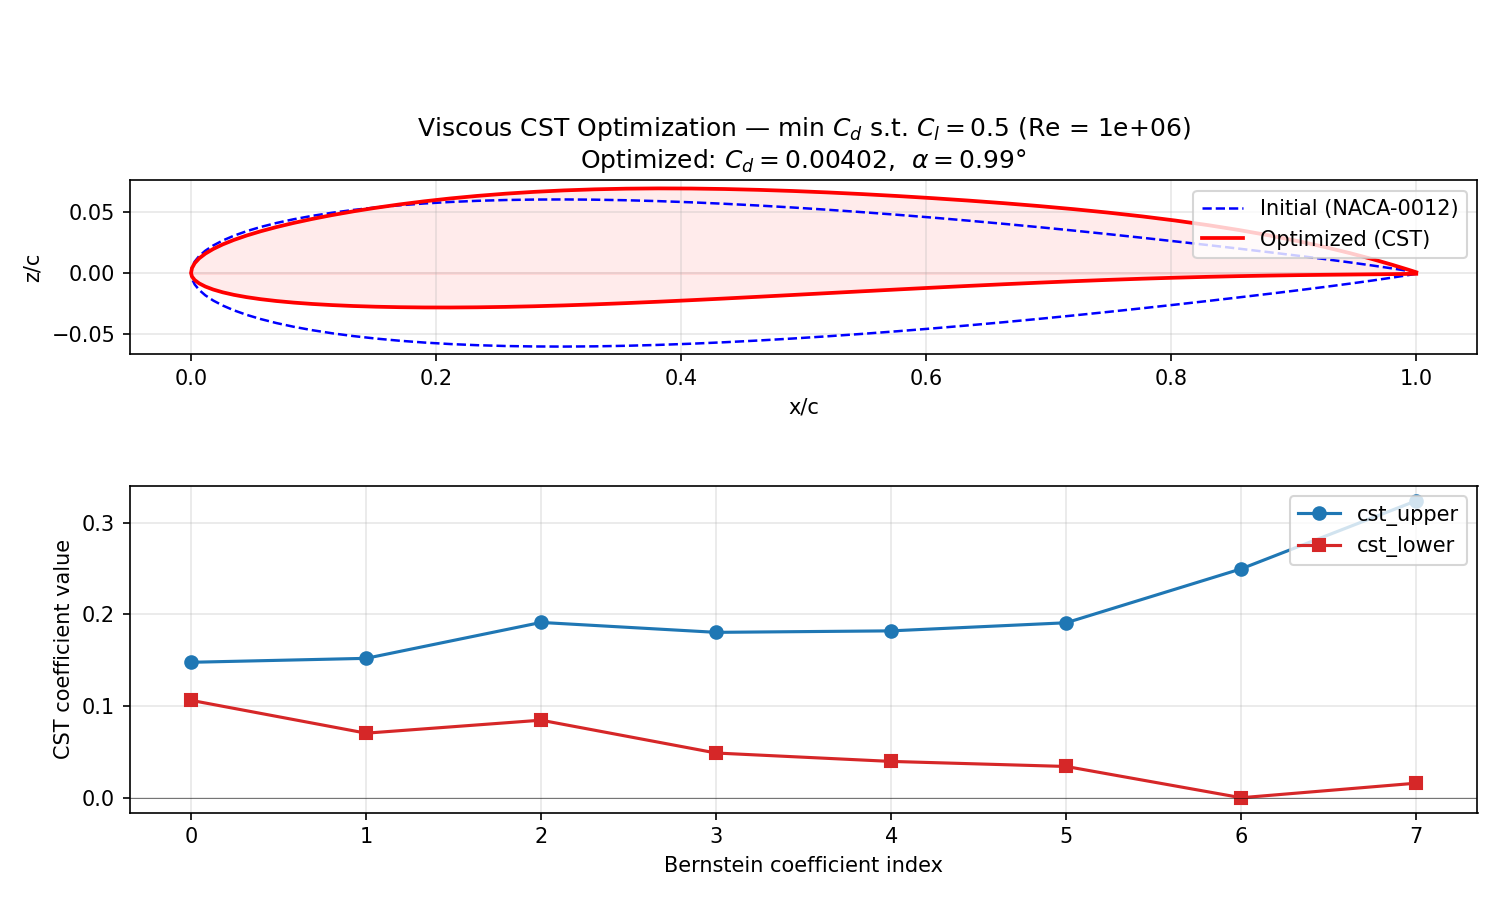 Viscous CST Optimization — min $C_d$ s.t. $C_l = 0.5$ (Re = 1e+06)
Optimized: $C_d = 0.00402$, $\alpha = 0.99°$
Initial (NACA-0012)
Optimized (CST)
z/c
0.05
0.00
−0.05
0.0 0.2 0.4 0.6 0.8 1.0
x/c
cst_upper
cst_lower
CST coefficient value
0.3
0.2
0.1
0.0
0 1 2 3 4 5 6 7
Bernstein coefficient index